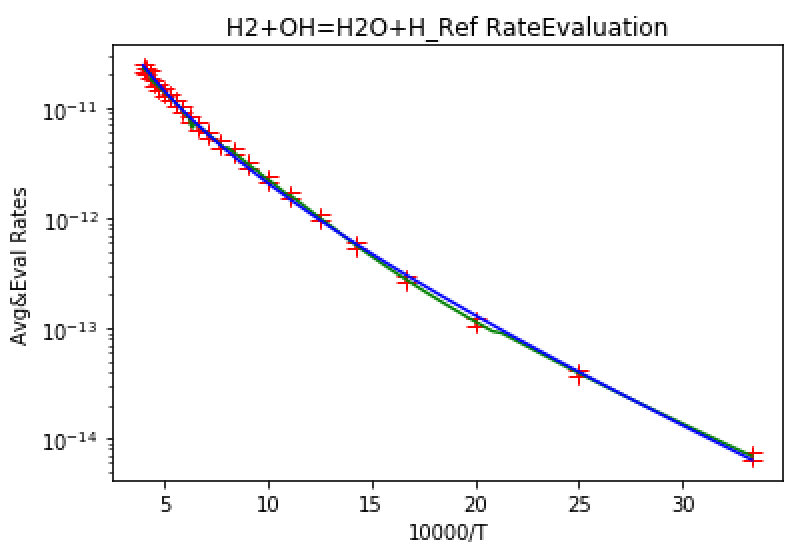 H2+OH=H2O+H_Ref RateEvaluation
10⁻¹¹
10⁻¹²
10⁻¹³
10⁻¹⁴
Avg&Eval Rates
5 10 15 20 25 30
10000/T